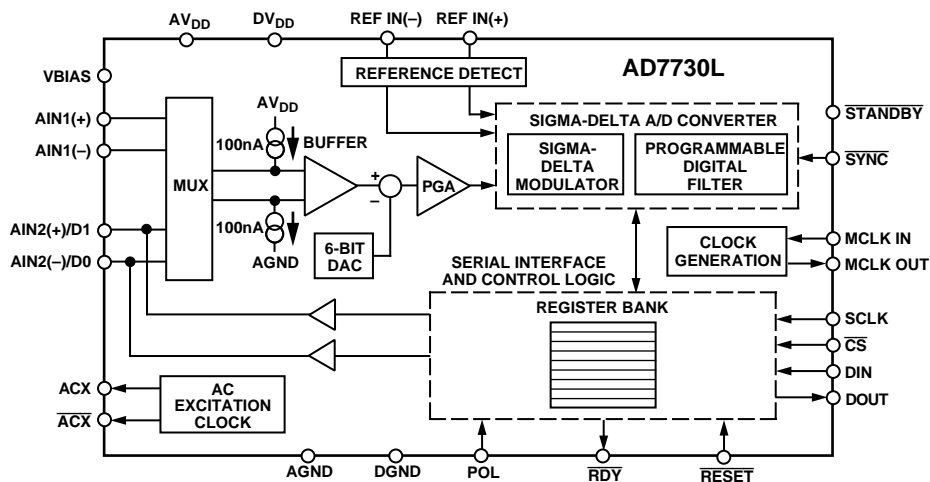 AVDD
DVDD
REF IN(–)
REF IN(+)
REFERENCE DETECT
AD7730L
VBIAS
AIN1(+)
AIN1(–)
AIN2(+)/D1
AIN2(–)/D0
MUX
AVDD
100nA
BUFFER
100nA
AGND
+
–
6-BIT
DAC
PGA
SIGMA-DELTA A/D CONVERTER
SIGMA-
DELTA
MODULATOR
PROGRAMMABLE
DIGITAL
FILTER
STANDBY
SYNC
CLOCK
GENERATION
MCLK IN
MCLK OUT
SERIAL INTERFACE
AND CONTROL LOGIC
REGISTER BANK
SCLK
CS
DIN
DOUT
ACX
ACX
AC
EXCITATION
CLOCK
AGND
DGND
POL
RDY
RESET